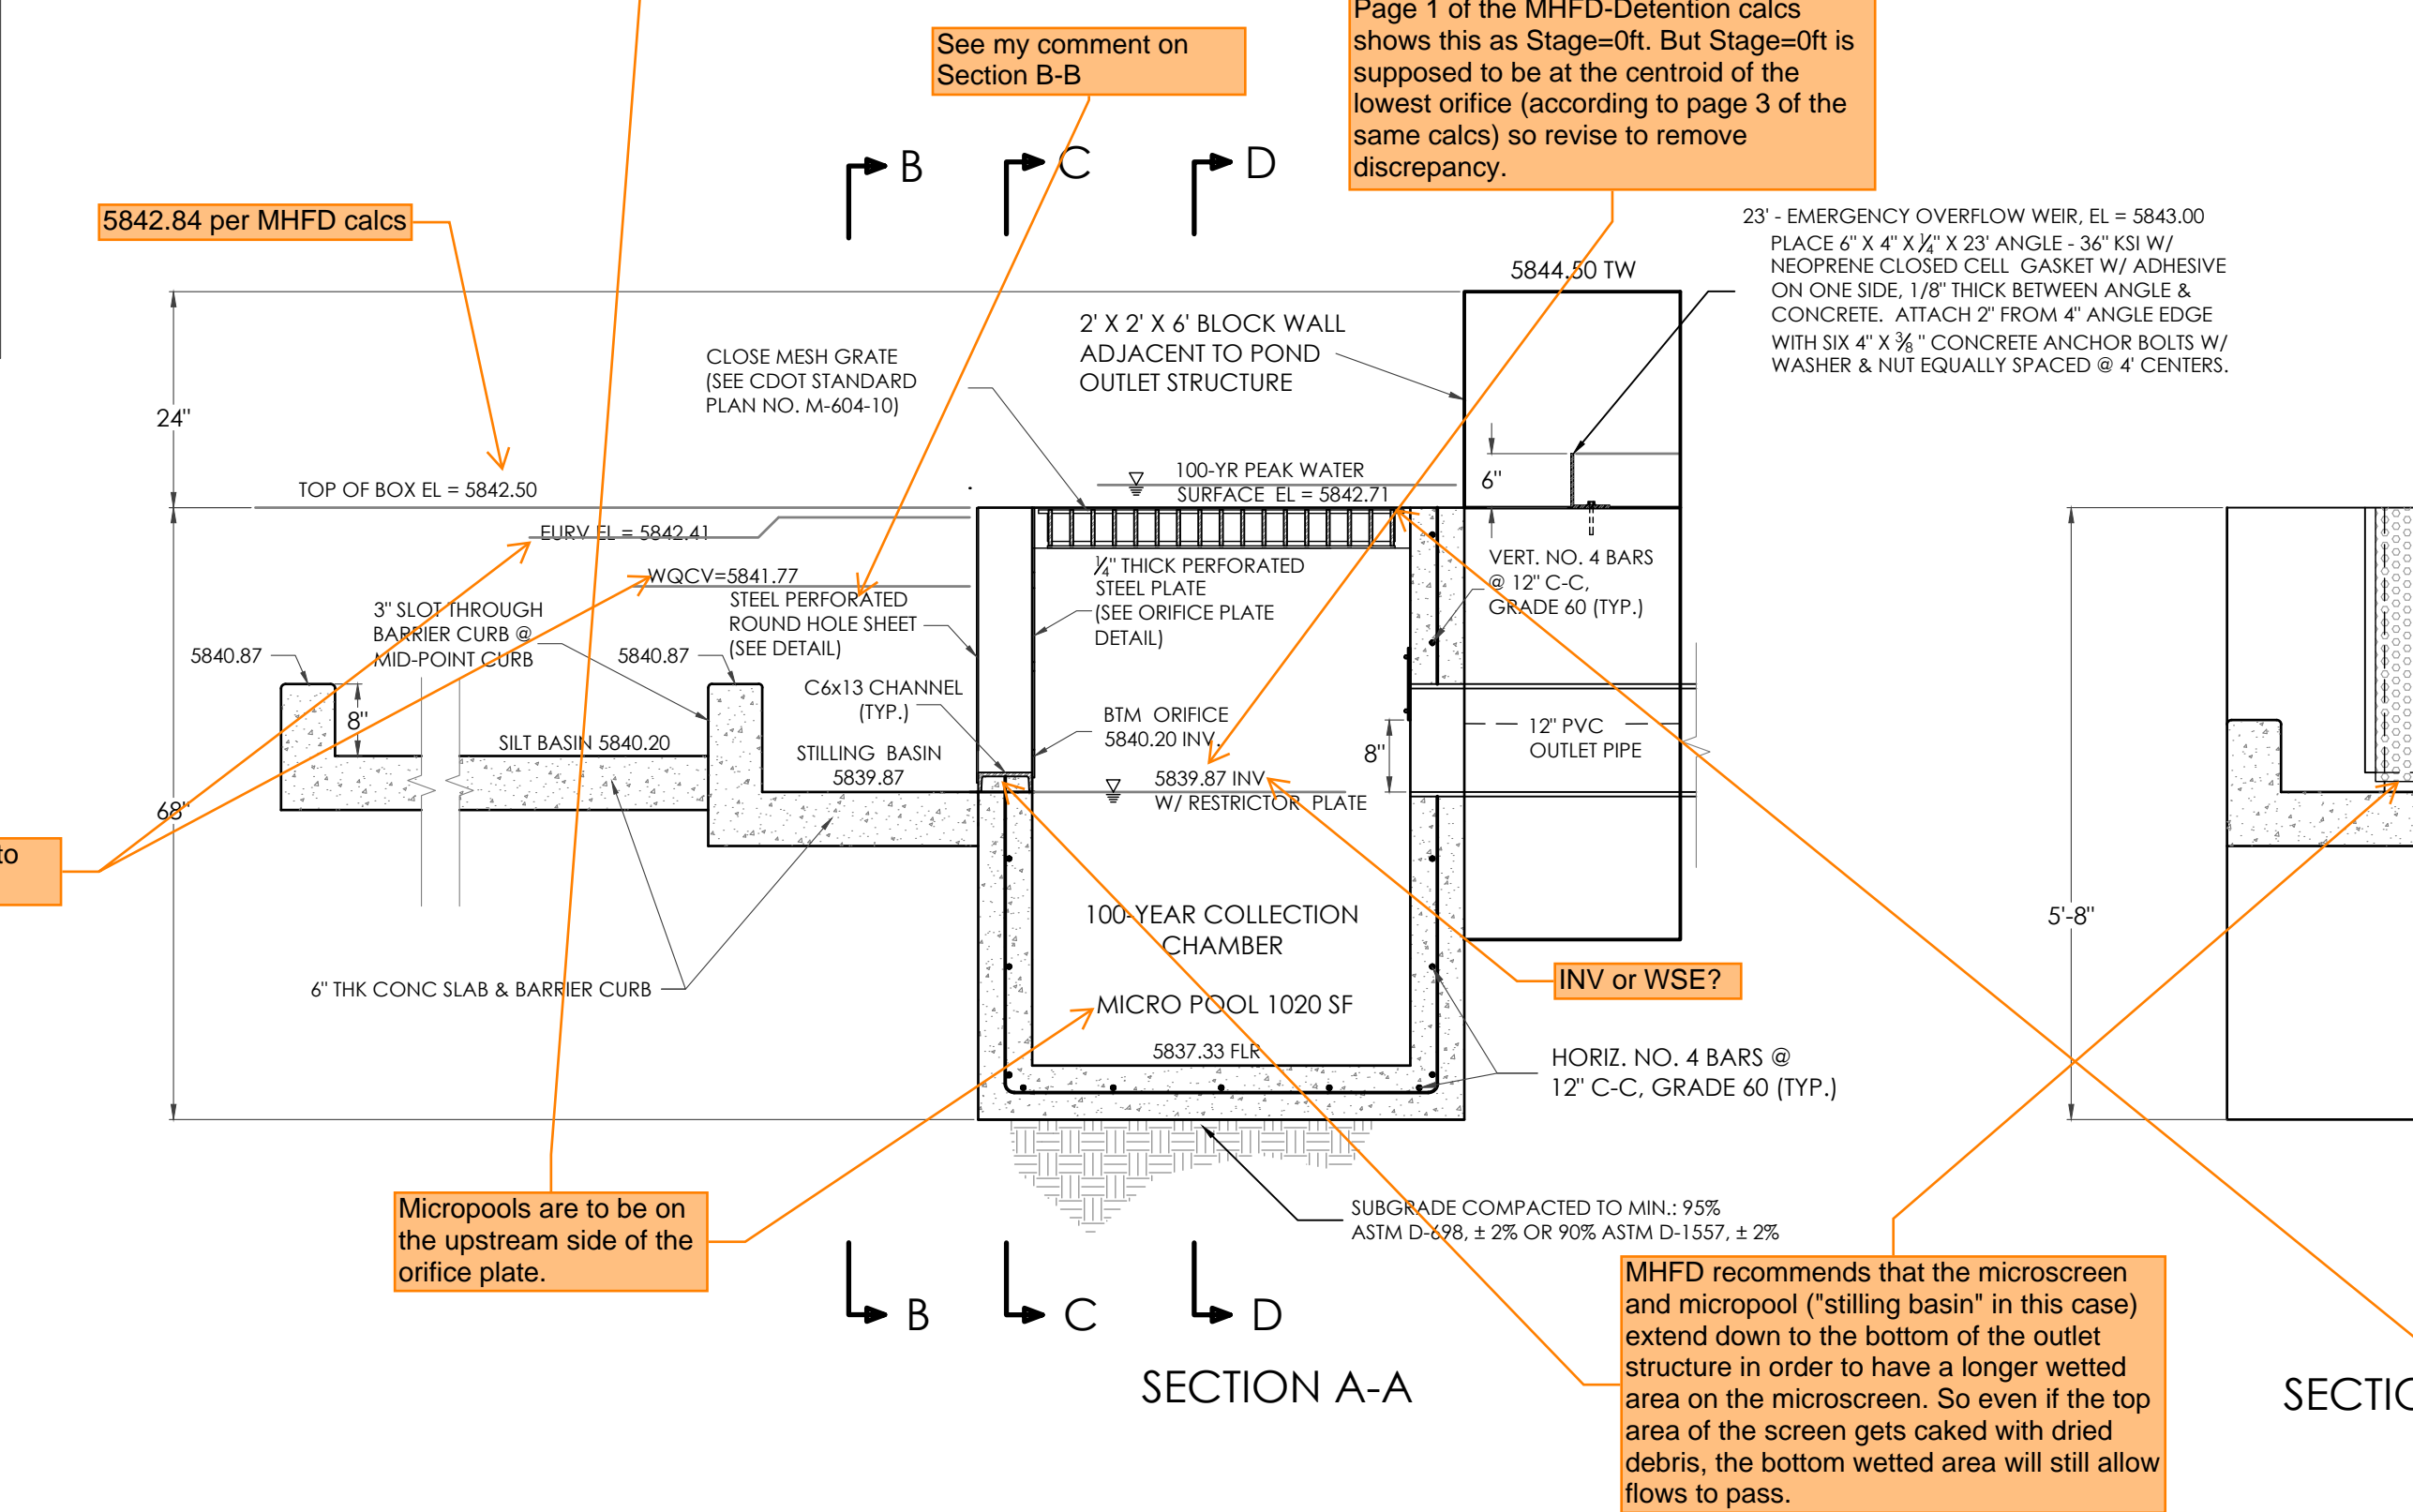 Page 1 of the MHFD-Detention calcs
shows this as Stage=0ft. But Stage=0ft is
supposed to be at the centroid of the
lowest orifice (according to page 3 of the
same calcs) so revise to remove
discrepancy.
See my comment on
Section B-B
B
C
D
5842.84 per MHFD calcs
23' - EMERGENCY OVERFLOW WEIR, EL = 5843.00
PLACE 6" X 4" X 1/4" X 23' ANGLE - 36" KSI W/
NEOPRENE CLOSED CELL GASKET W/ ADHESIVE
ON ONE SIDE, 1/8" THICK BETWEEN ANGLE &
CONCRETE. ATTACH 2" FROM 4" ANGLE EDGE
WITH SIX 4" X 3/8 " CONCRETE ANCHOR BOLTS W/
WASHER & NUT EQUALLY SPACED @ 4' CENTERS.
5844.50 TW
2' X 2' X 6' BLOCK WALL
ADJACENT TO POND
OUTLET STRUCTURE
CLOSE MESH GRATE
(SEE CDOT STANDARD
PLAN NO. M-604-10)
24"
TOP OF BOX EL = 5842.50
100-YR PEAK WATER
SURFACE EL = 5842.71
6"
EURV EL = 5842.41
WQCV=5841.77
1/4" THICK PERFORATED
STEEL PLATE
(SEE ORIFICE PLATE
DETAIL)
VERT. NO. 4 BARS
@ 12" C-C,
GRADE 60 (TYP.)
STEEL PERFORATED
ROUND HOLE SHEET
(SEE DETAIL)
3" SLOT THROUGH
BARRIER CURB @
MID-POINT CURB
5840.87
5840.87
C6x13 CHANNEL
(TYP.)
8"
BTM ORIFICE
5840.20 INV.
12" PVC
OUTLET PIPE
SILT BASIN 5840.20
STILLING BASIN
5839.87
8"
5839.87 INV
W/ RESTRICTOR PLATE
68"
to
100-YEAR COLLECTION
CHAMBER
5'-8"
6" THK CONC SLAB & BARRIER CURB
INV or WSE?
MICRO POOL 1020 SF
5837.33 FLR
HORIZ. NO. 4 BARS @
12" C-C, GRADE 60 (TYP.)
Micropools are to be on
the upstream side of the
orifice plate.
SUBGRADE COMPACTED TO MIN.: 95%
ASTM D-698, ± 2% OR 90% ASTM D-1557, ± 2%
B
C
D
MHFD recommends that the microscreen
and micropool ("stilling basin" in this case)
extend down to the bottom of the outlet
structure in order to have a longer wetted
area on the microscreen. So even if the top
area of the screen gets caked with dried
debris, the bottom wetted area will still allow
flows to pass.
SECTION A-A
SECTIO